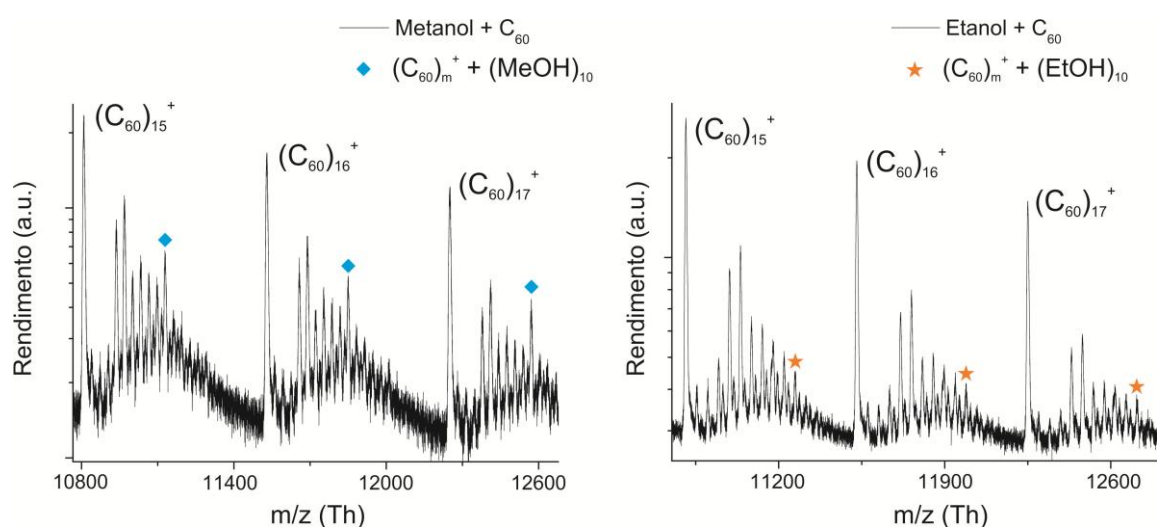 Metanol + C₆₀
(C₆₀)ₘ⁺ + (MeOH)₁₀
(C₆₀)₁₅⁺
(C₆₀)₁₆⁺
(C₆₀)₁₇⁺
Rendimento (a.u.)
10800 11400 12000 12600
m/z (Th)
Etanol + C₆₀
(C₆₀)ₘ⁺ + (EtOH)₁₀
(C₆₀)₁₅⁺
(C₆₀)₁₆⁺
(C₆₀)₁₇⁺
Rendimento (a.u.)
11200 11900 12600
m/z (Th)